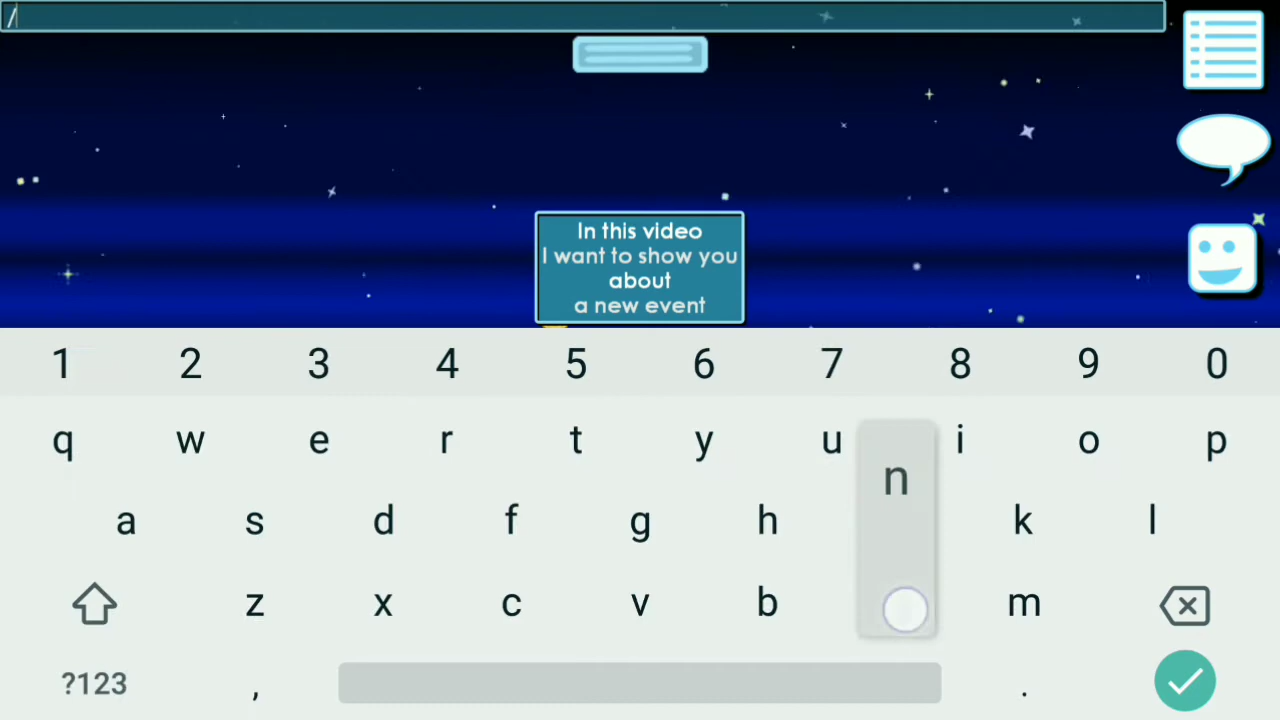 /
In this video
I want to show you
about
a new event
1 2 3 4 5 6 7 8 9 0
q w e r t y u i o p
n
a s d f g h k l
z x c v b m
?123 , .